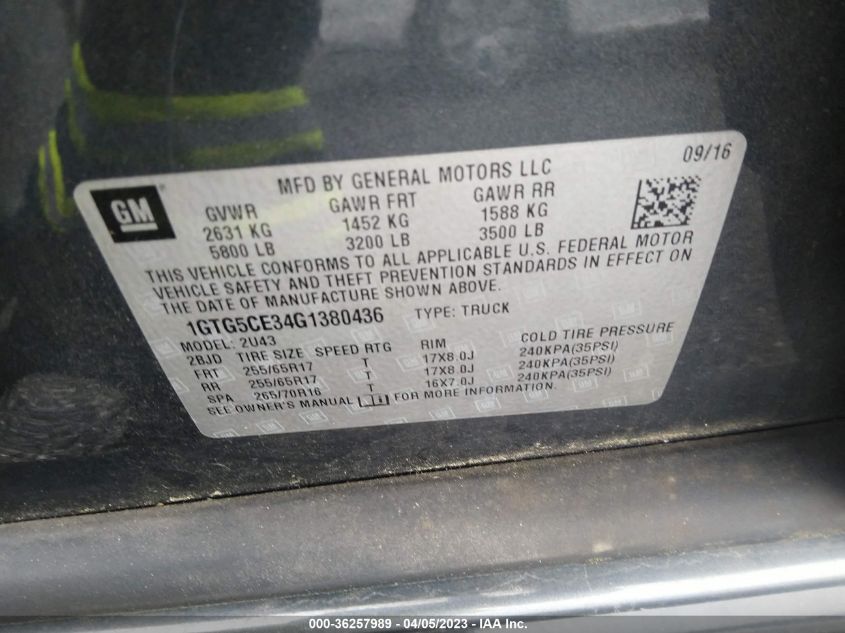 09/16
MFD BY GENERAL MOTORS LLC
GM
GVWR GAWR FRT GAWR RR
2631 KG 1452 KG 1588 KG
5800 LB 3200 LB 3500 LB
THIS VEHICLE CONFORMS TO ALL APPLICABLE U.S. FEDERAL MOTOR
VEHICLE SAFETY AND THEFT PREVENTION STANDARDS IN EFFECT ON
THE DATE OF MANUFACTURE SHOWN ABOVE.
1GTG5CE34G1380436 TYPE: TRUCK
MODEL: 2U43
2BJD TIRE SIZE SPEED RTG RIM COLD TIRE PRESSURE
FRT 255/65R17 T 17X8.0J 240KPA(35PSI)
RR 255/65R17 T 17X8.0J 240KPA(35PSI)
SPA 265/70R16 T 16X7.0J 240KPA(35PSI)
SEE OWNER'S MANUAL FOR MORE INFORMATION.
000-36257989 - 04/05/2023 - IAA, Inc.